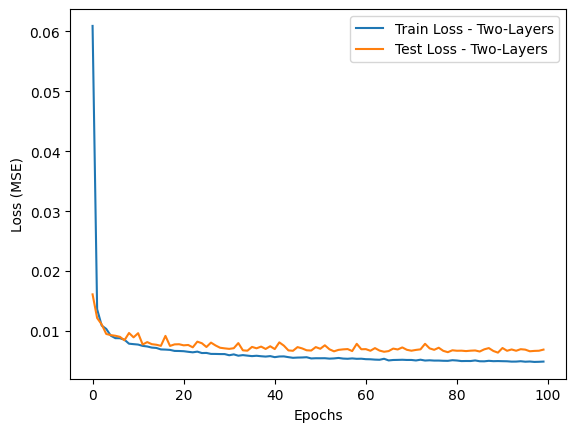 Train Loss - Two-Layers
Test Loss - Two-Layers
0.06
0.05
0.04
0.03
0.02
0.01
Loss (MSE)
0 20 40 60 80 100
Epochs